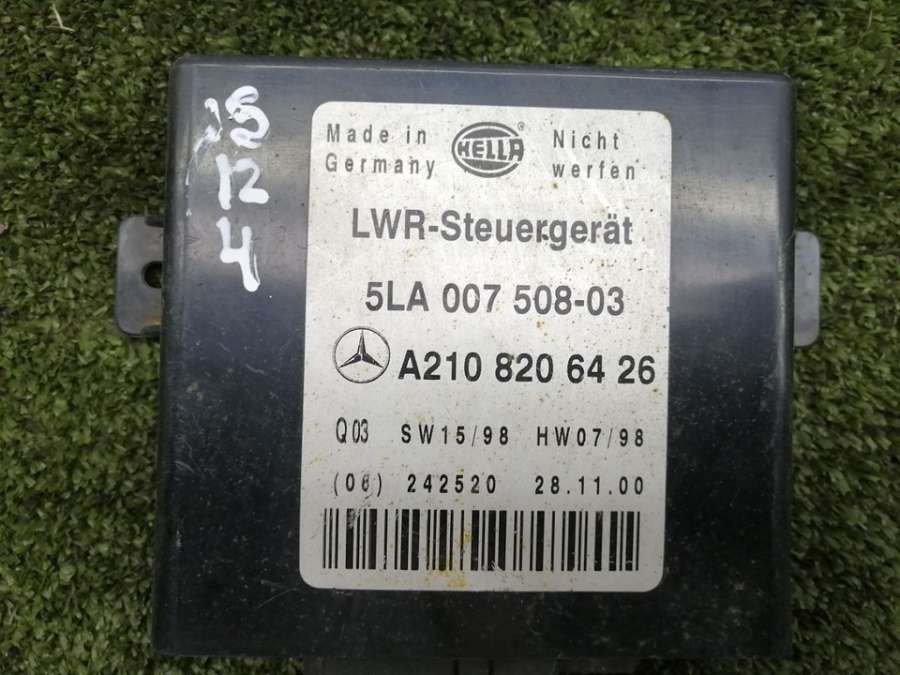 15
12
4
Made in
Germany
HELLA
®
Nicht
werfen
LWR-Steuergerät
5LA 007 508-03
A210 820 64 26
Q03 SW15/98 HW07/98
(06) 242520 28.11.00